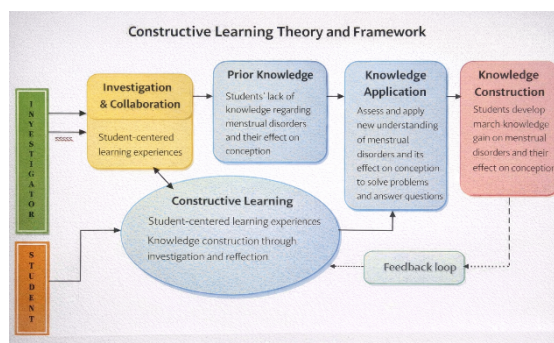 Constructive Learning Theory and Framework
INVESTIGATOR
STUDENT
Investigation
& Collaboration
Student-centered
learning experiences
Prior Knowledge
Students' lack of
knowledge regarding
menstrual disorders
and their effect on
conception
Knowledge
Application
Assess and apply
new understanding
of menstrual
disorders and its
effect on conception
to solve problems
and answer questions
Knowledge
Construction
Students develop
march-knowledge
gain on menstrual
disorders and their
effect on conception
Constructive Learning
Student-centered learning experiences
Knowledge construction through
investigation and reffection
Feedback loop